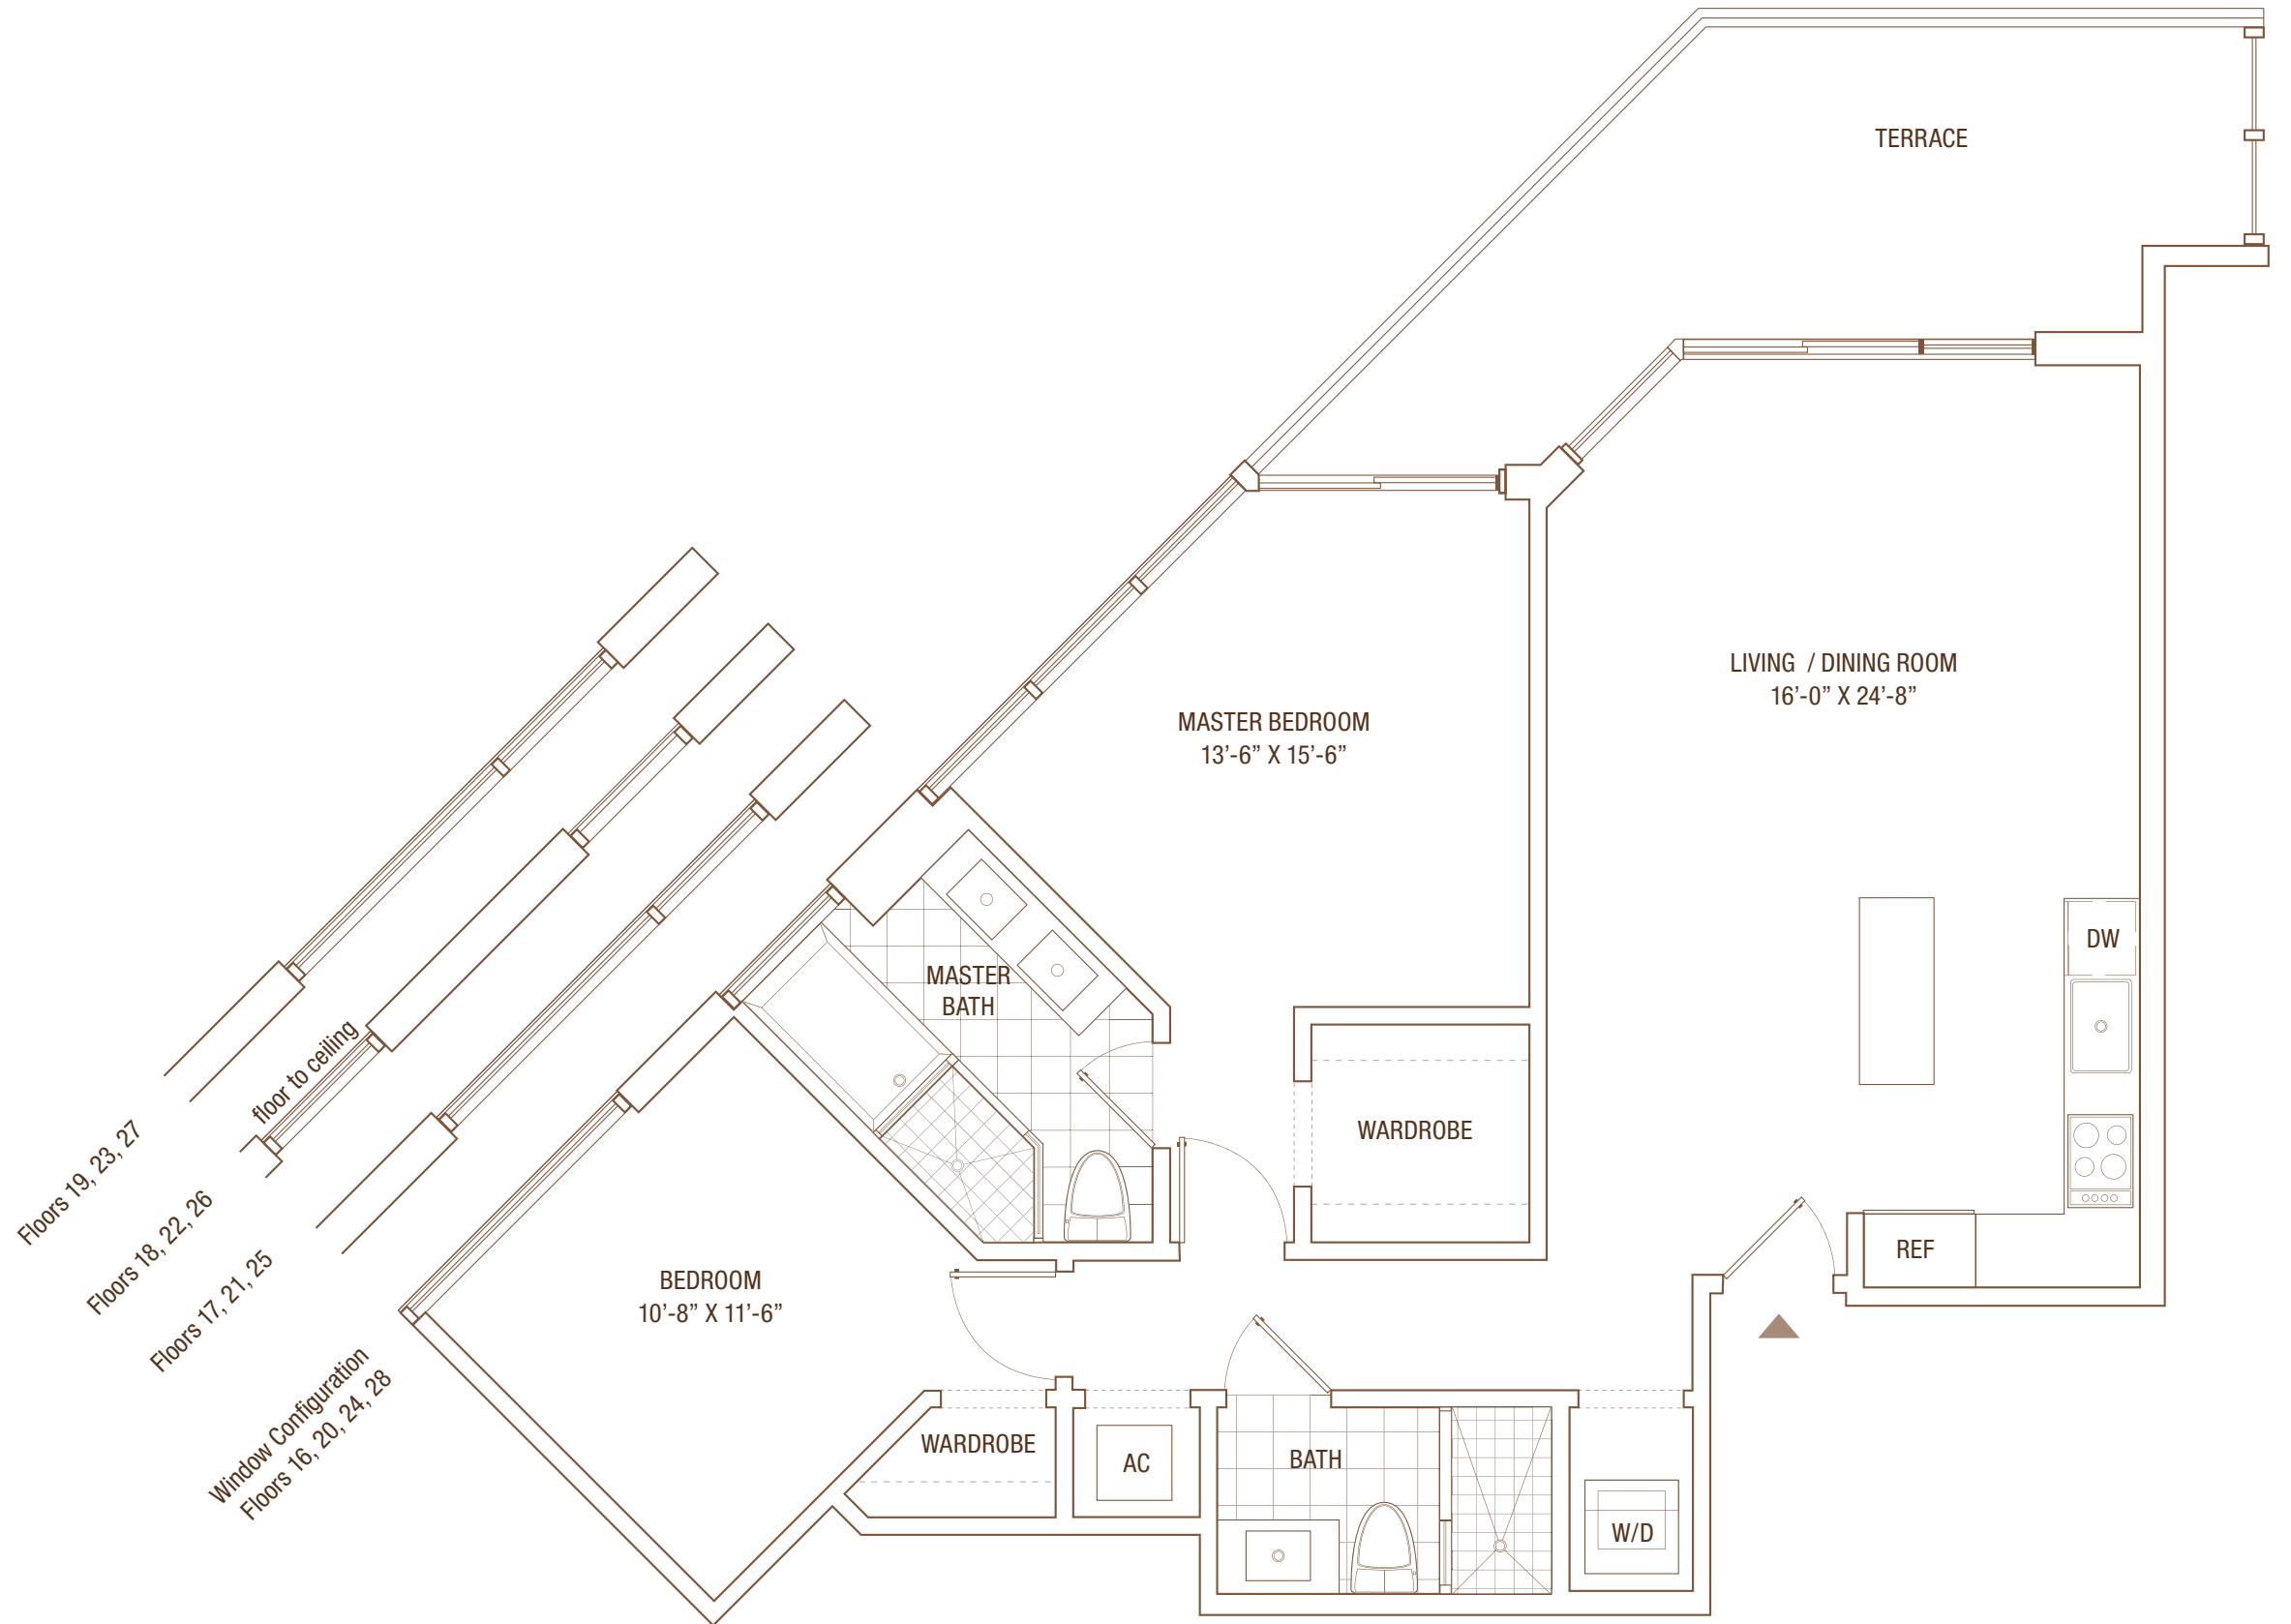 TERRACE
LIVING / DINING ROOM
16’-0” X 24’-8”
MASTER BEDROOM
13’-6” X 15’-6”
DW
MASTER
BATH
WARDROBE
REF
BEDROOM
10’-8” X 11’-6”
WARDROBE
AC
BATH
W/D
floor to ceiling
Floors 19, 23, 27
Floors 18, 22, 26
Floors 17, 21, 25
Window Configuration
Floors 16, 20, 24, 28